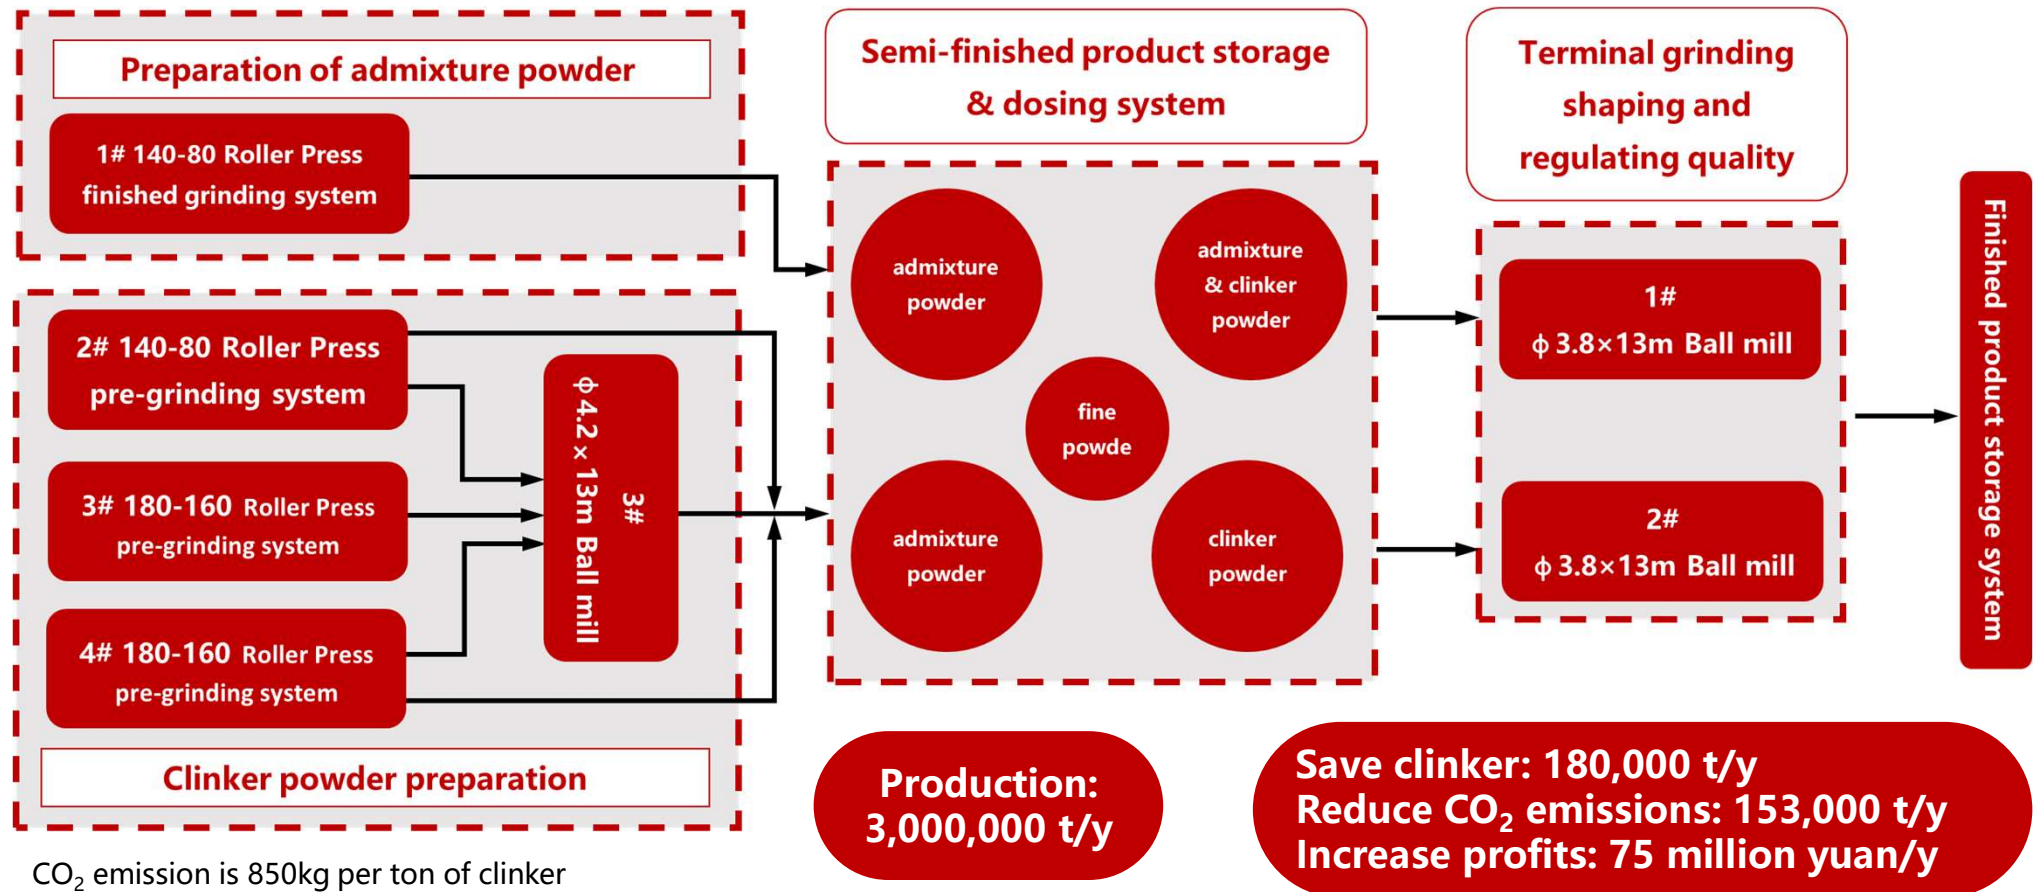 Preparation of admixture powder
1# 140-80 Roller Press
finished grinding system
2# 140-80 Roller Press
pre-grinding system
3# 180-160 Roller Press
pre-grinding system
4# 180-160 Roller Press
pre-grinding system
3#
ϕ 4.2 × 13m Ball mill
Clinker powder preparation
CO₂ emission is 850kg per ton of clinker
Semi-finished product storage
& dosing system
admixture
powder
admixture
& clinker
powder
fine
powde
admixture
powder
clinker
powder
Terminal grinding
shaping and
regulating quality
1#
ϕ 3.8×13m Ball mill
2#
ϕ 3.8×13m Ball mill
Finished product storage system
Production:
3,000,000 t/y
Save clinker: 180,000 t/y
Reduce CO₂ emissions: 153,000 t/y
Increase profits: 75 million yuan/y